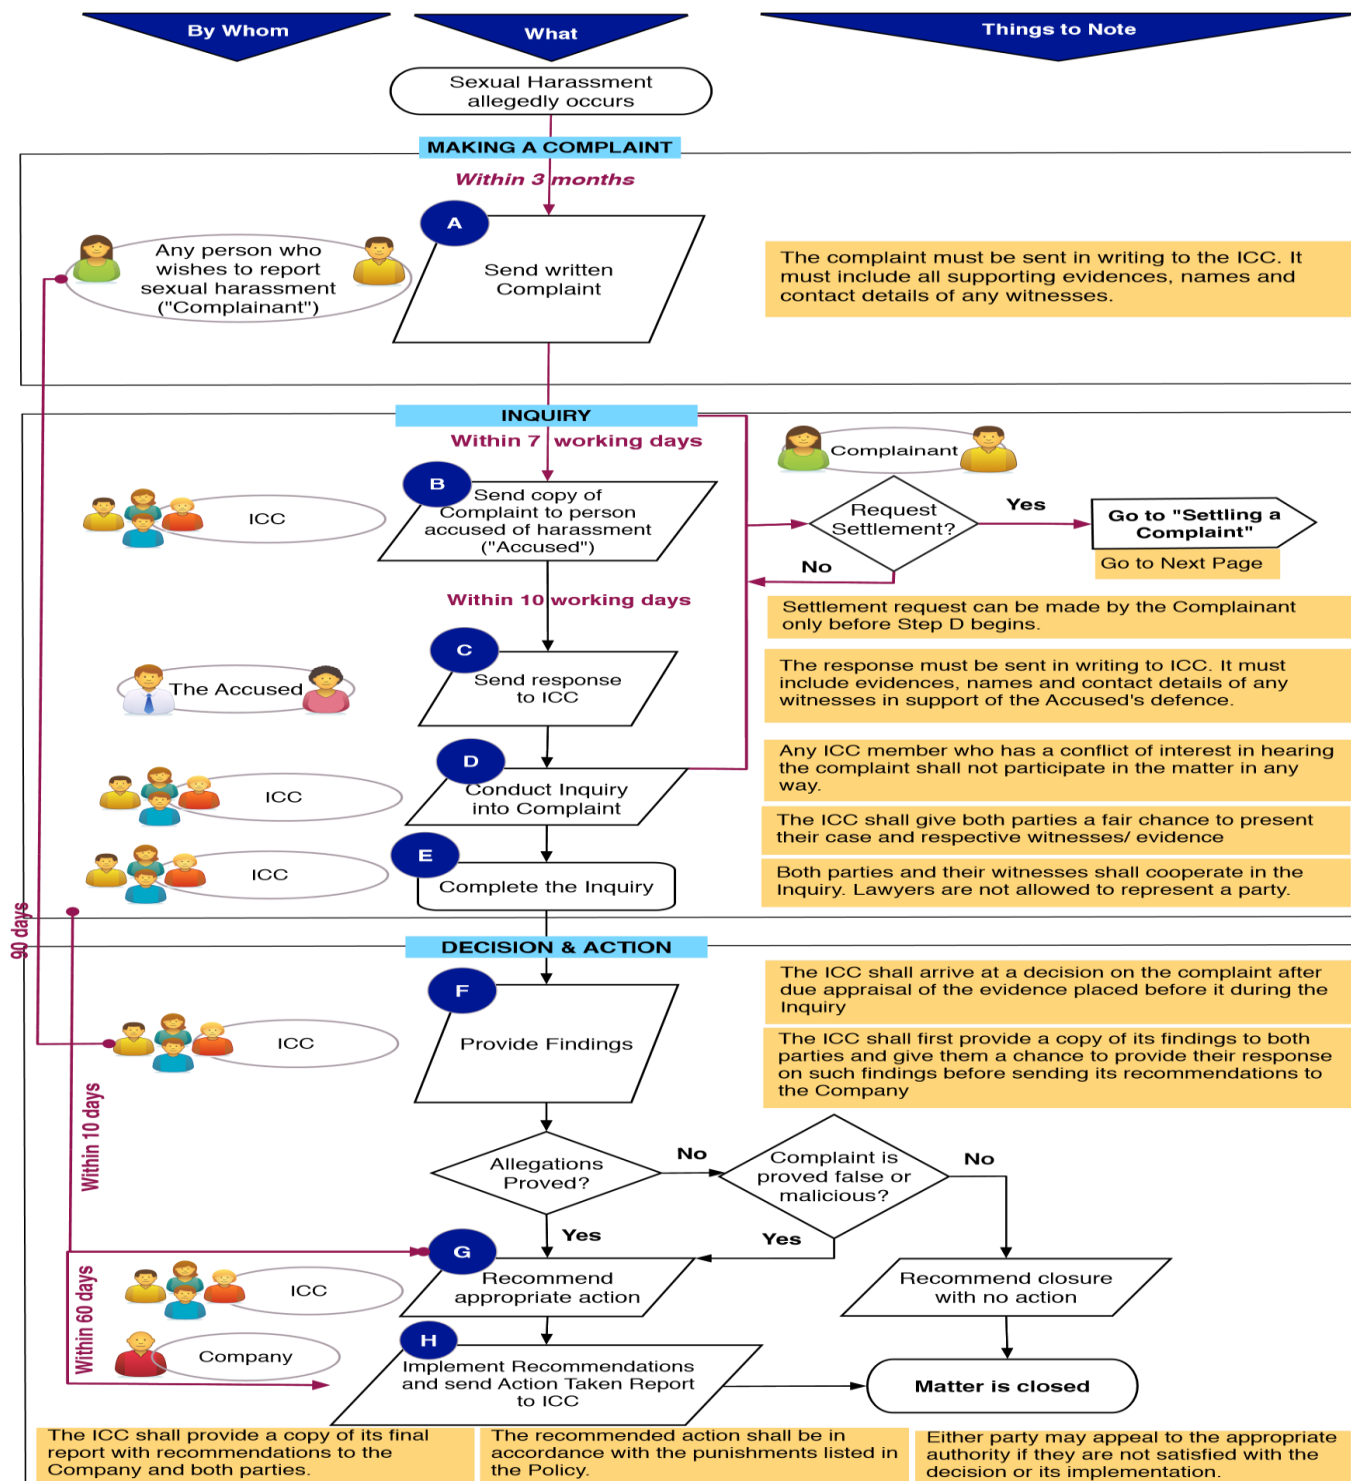 By Whom
What
Things to Note
Sexual Harassment
allegedly occurs
MAKING A COMPLAINT
Within 3 months
A
Any person who
wishes to report
sexual harassment
("Complainant")
Send written
Complaint
The complaint must be sent in writing to the ICC. It
must include all supporting evidences, names and
contact details of any witnesses.
INQUIRY
Within 7 working days
Complainant
B
ICC
Send copy of
Complaint to person
accused of harassment
("Accused")
Request
Settlement?
Yes
Go to "Settling a
Complaint"
Go to Next Page
No
Within 10 working days
Settlement request can be made by the Complainant
only before Step D begins.
C
The Accused
Send response
to ICC
The response must be sent in writing to ICC. It must
include evidences, names and contact details of any
witnesses in support of the Accused's defence.
D
ICC
Conduct Inquiry
into Complaint
Any ICC member who has a conflict of interest in hearing
the complaint shall not participate in the matter in any
way.
The ICC shall give both parties a fair chance to present
their case and respective witnesses/ evidence
E
ICC
Complete the Inquiry
Both parties and their witnesses shall cooperate in the
Inquiry. Lawyers are not allowed to represent a party.
90 days
DECISION & ACTION
F
ICC
Provide Findings
The ICC shall arrive at a decision on the complaint after
due appraisal of the evidence placed before it during the
Inquiry
The ICC shall first provide a copy of its findings to both
parties and give them a chance to provide their response
on such findings before sending its recommendations to
the Company
Within 10 days
Allegations
Proved?
No
Complaint is
proved false or
malicious?
No
Yes
Yes
G
ICC
Recommend
appropriate action
Recommend closure
with no action
Within 60 days
H
Company
Implement Recommendations
and send Action Taken Report
to ICC
Matter is closed
The ICC shall provide a copy of its final
report with recommendations to the
Company and both parties.
The recommended action shall be in
accordance with the punishments listed in
the Policy.
Either party may appeal to the appropriate
authority if they are not satisfied with the
decision or its implementation.